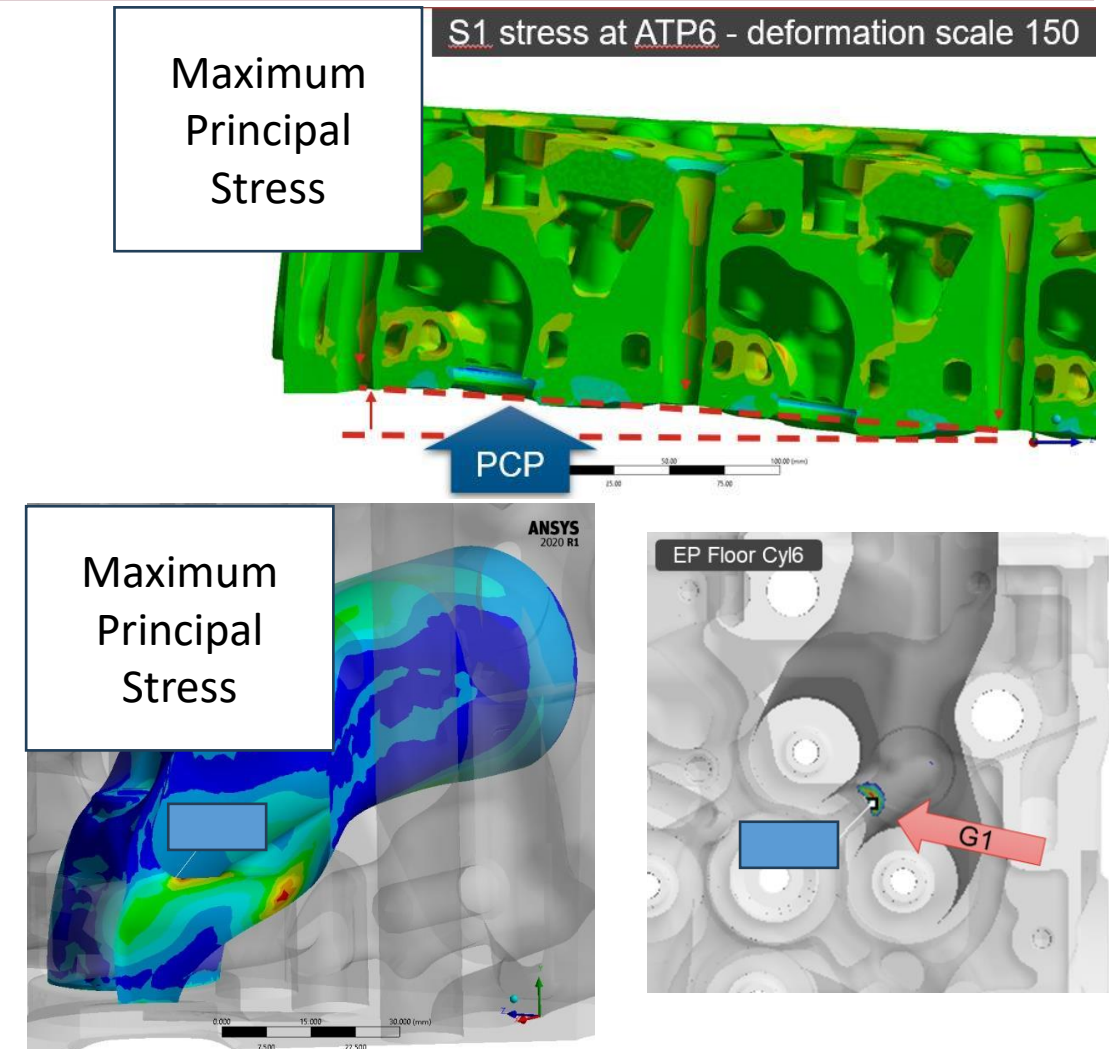 S1 stress at ATP6 - deformation scale 150
Maximum
Principal
Stress
PCP
50.00
100.00 (mm)
25.00
75.00
Maximum
Principal
Stress
ANSYS
2020 R1
0.000
15.000
30.000 (mm)
7.500
22.500
Y
Z
EP Floor Cyl6
G1